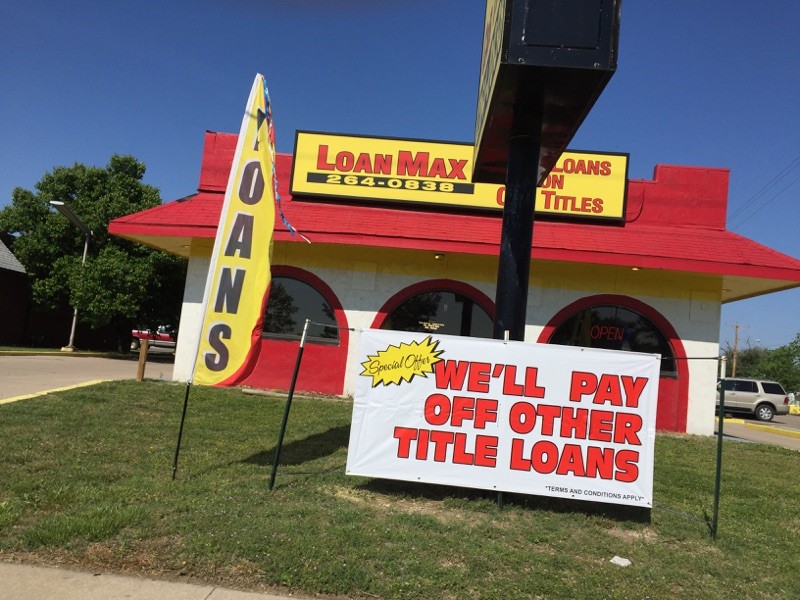 LOAN MAX
264-0838
LOANS
ON
TITLES
LOANS
OPEN
Special Offer
WE'LL PAY
OFF OTHER
TITLE LOANS
*TERMS AND CONDITIONS APPLY*